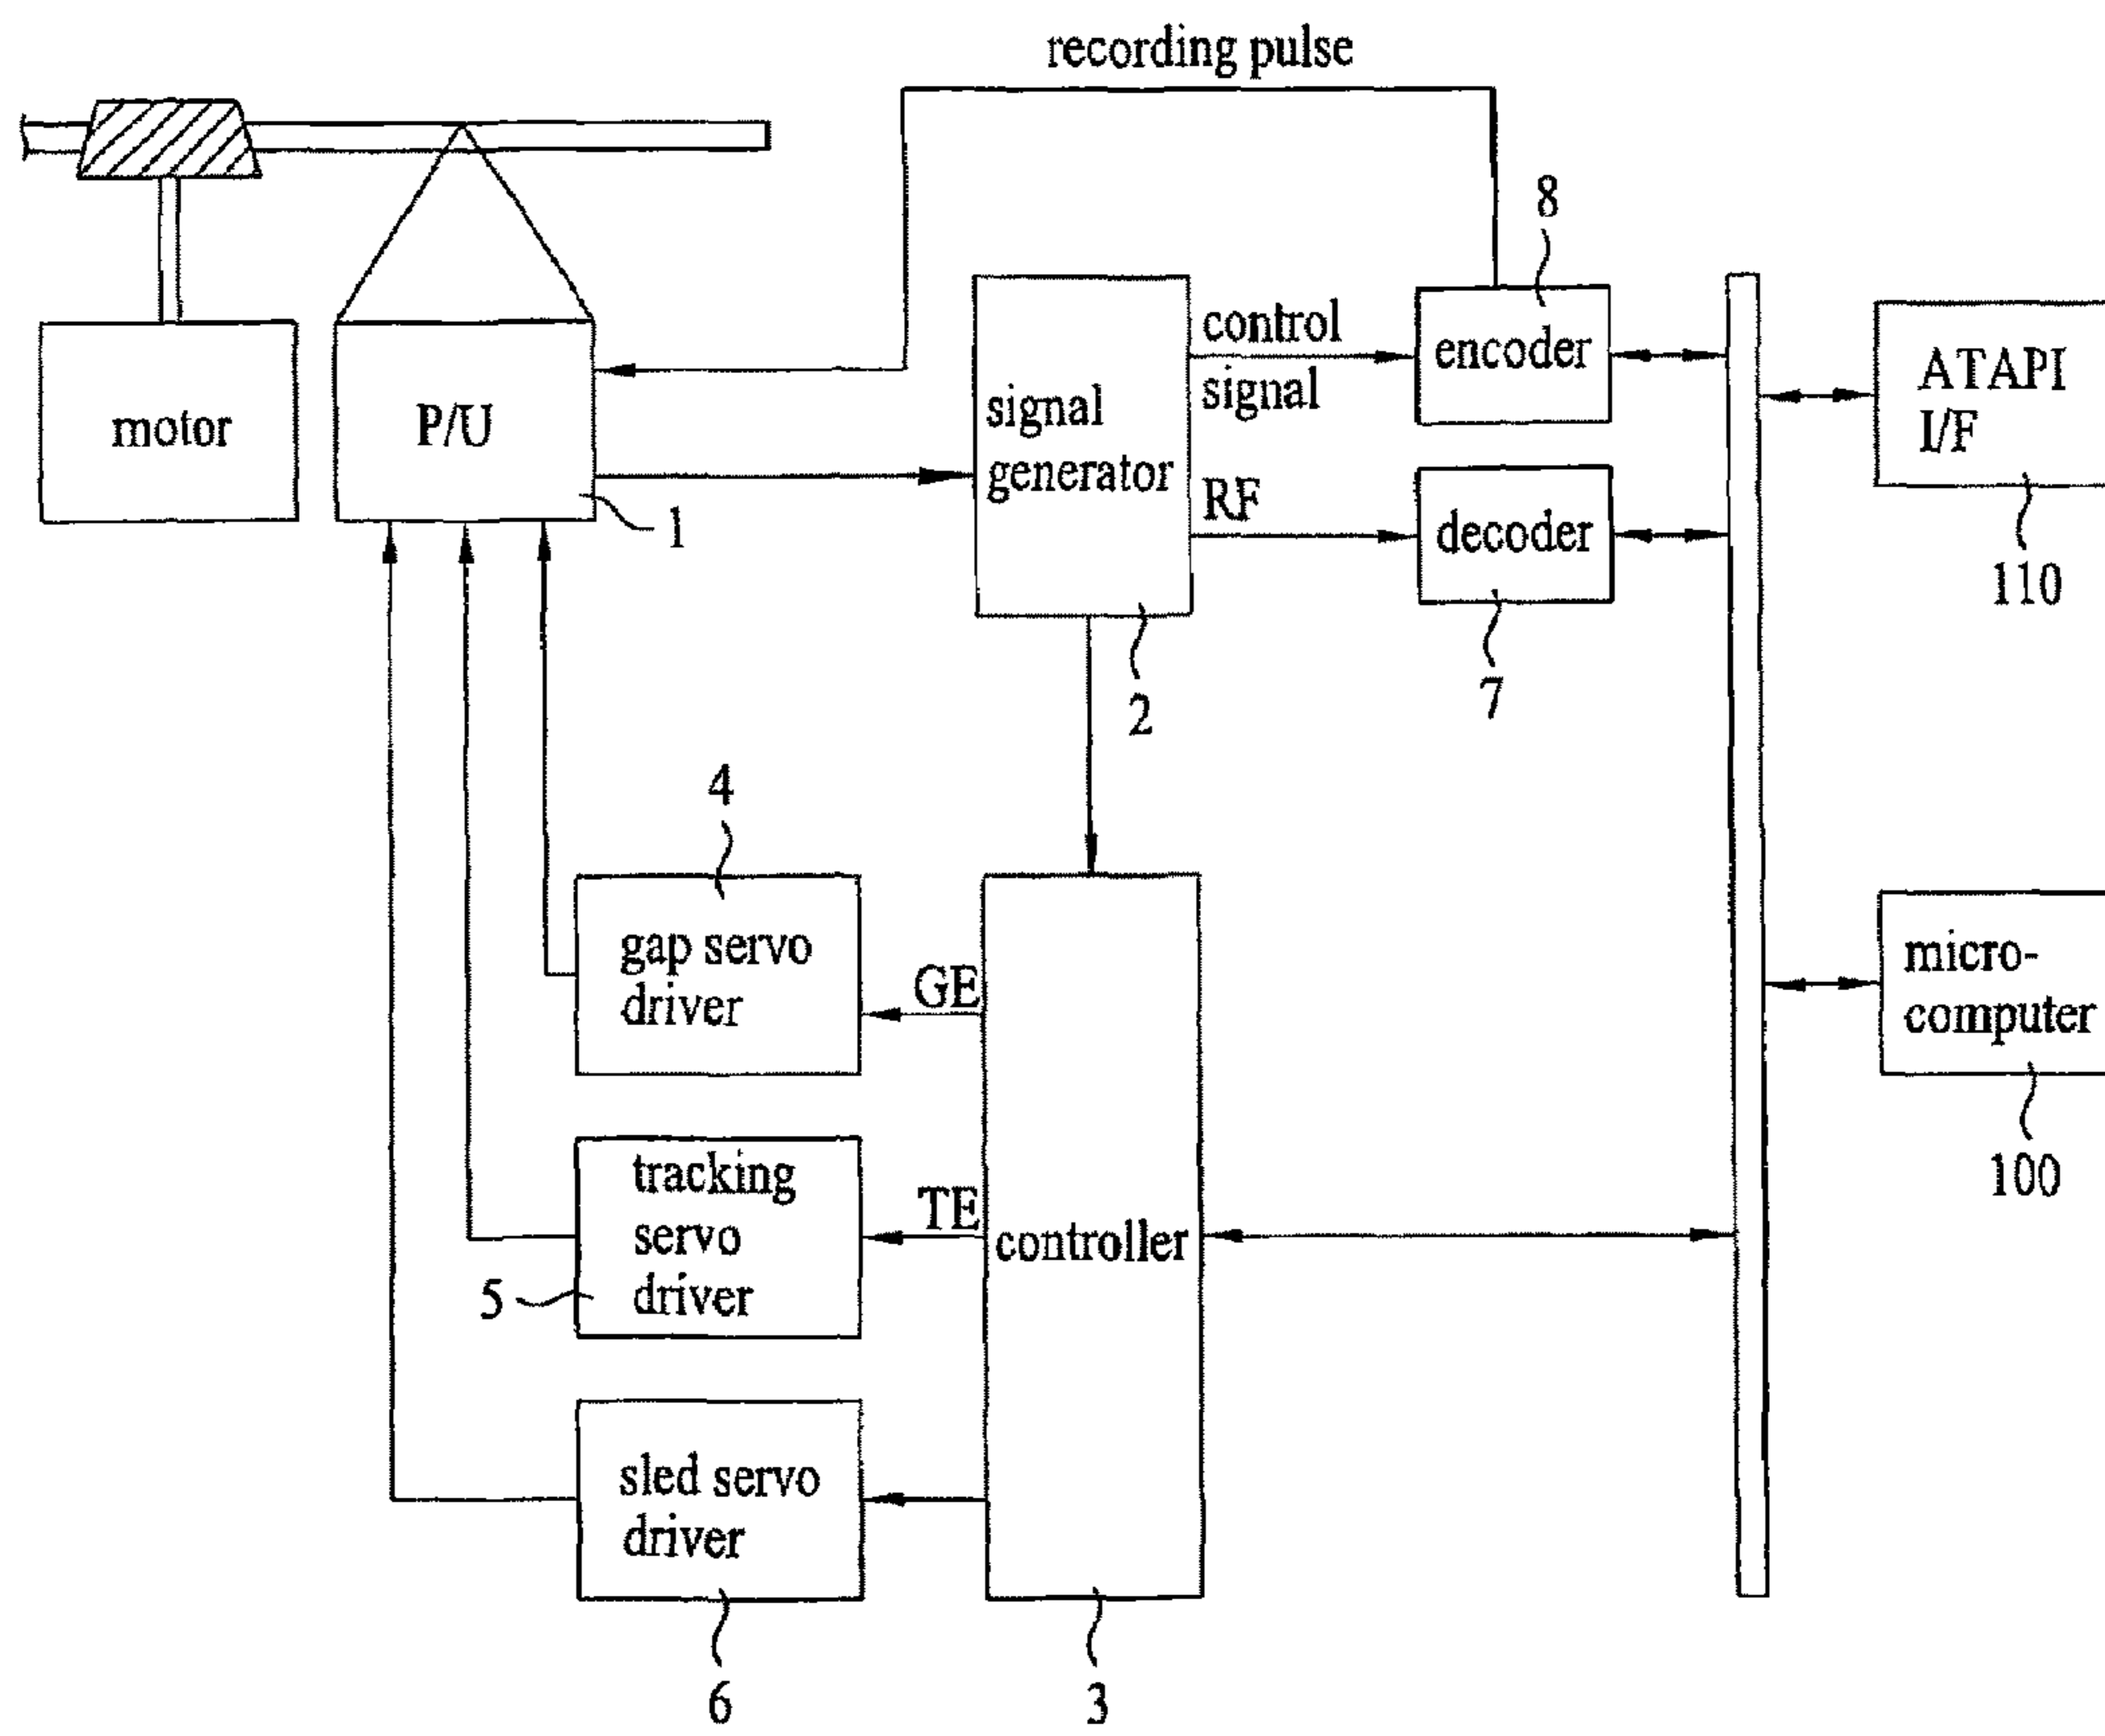 recording pulse
8
control
signal
encoder
ATAPI
I/F
motor
P/U
signal
generator
RF
decoder
1
110
2
7
4
gap servo
driver
GE
micro-
computer
100
tracking
servo
driver
TE
controller
5
sled servo
driver
6
3